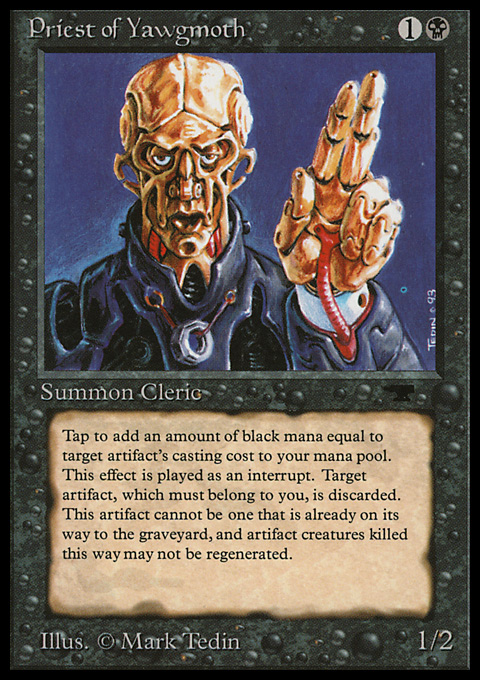 Priest of Yawgmoth 1
TEDIN © 93
Summon Cleric
Tap to add an amount of black mana equal to
target artifact's casting cost to your mana pool.
This effect is played as an interrupt. Target
artifact, which must belong to you, is discarded.
This artifact cannot be one that is already on its
way to the graveyard, and artifact creatures killed
this way may not be regenerated.
Illus. © Mark Tedin 1/2